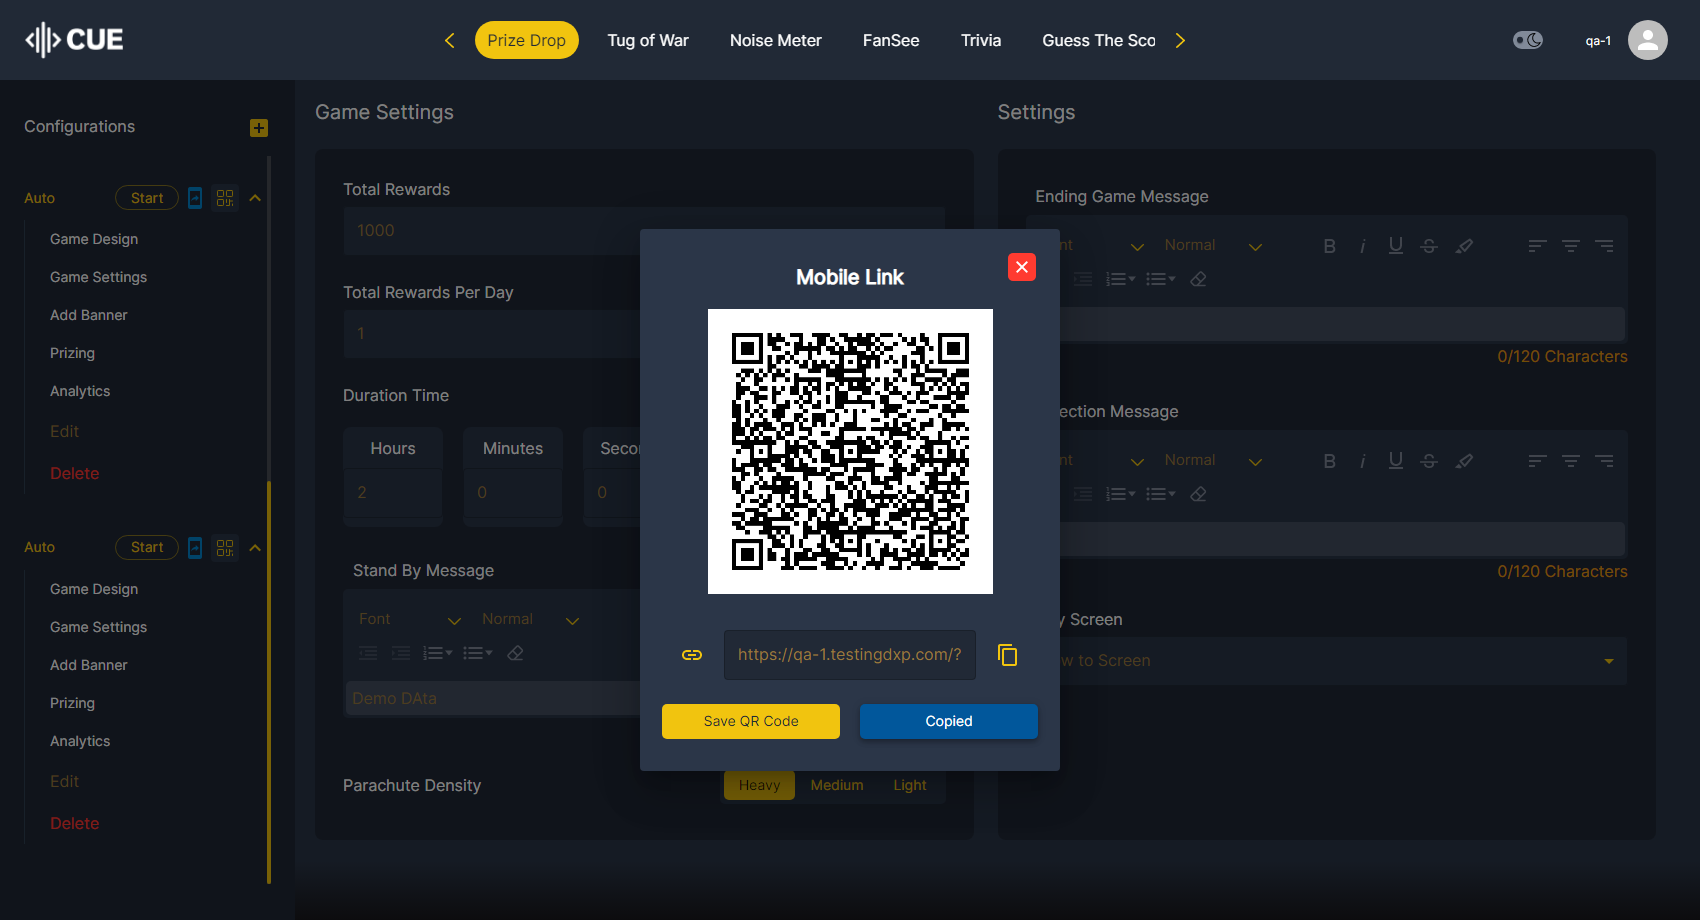 CUE
Prize Drop
Tug of War
Noise Meter
FanSee
Trivia
Guess The Sco
qa-1
Configurations
Auto
Start
Game Design
Game Settings
Add Banner
Prizing
Analytics
Edit
Delete
Auto
Start
Game Design
Game Settings
Add Banner
Prizing
Analytics
Edit
Delete
Game Settings
Total Rewards
1000
Total Rewards Per Day
1
Duration Time
Hours
Minutes
Secon
2
0
0
Stand By Message
Font
Normal
Demo DAta
Parachute Density
Heavy
Medium
Light
Mobile Link
https://qa-1.testingdxp.com/?
Save QR Code
Copied
Settings
Ending Game Message
nt
Normal
B i U S
0/120 Characters
ection Message
nt
Normal
B i U S
0/120 Characters
y Screen
w to Screen